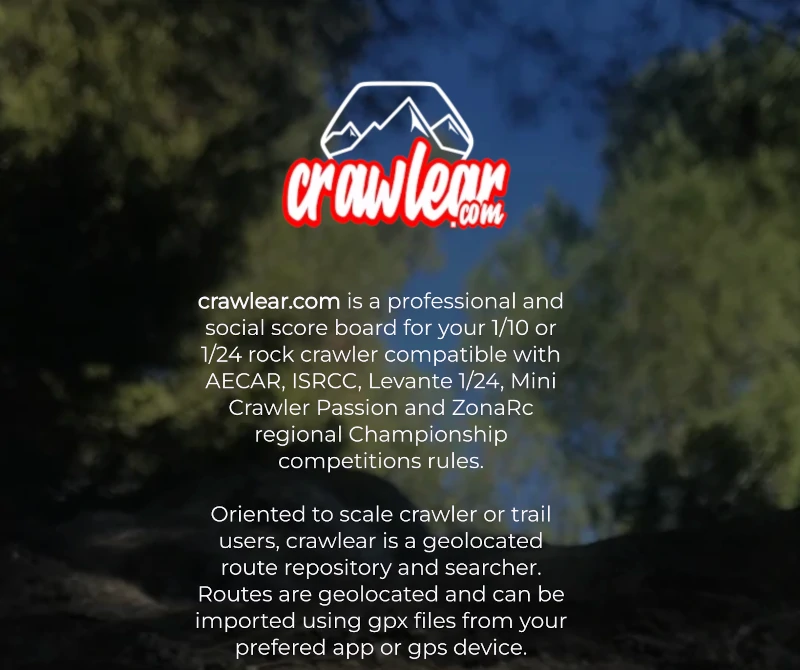 crawlear
.com
crawlear.com is a professional and
social score board for your 1/10 or
1/24 rock crawler compatible with
AECAR, ISRCC, Levante 1/24, Mini
Crawler Passion and ZonaRc
regional Championship
competitions rules.
Oriented to scale crawler or trail
users, crawlear is a geolocated
route repository and searcher.
Routes are geolocated and can be
imported using gpx files from your
prefered app or gps device.